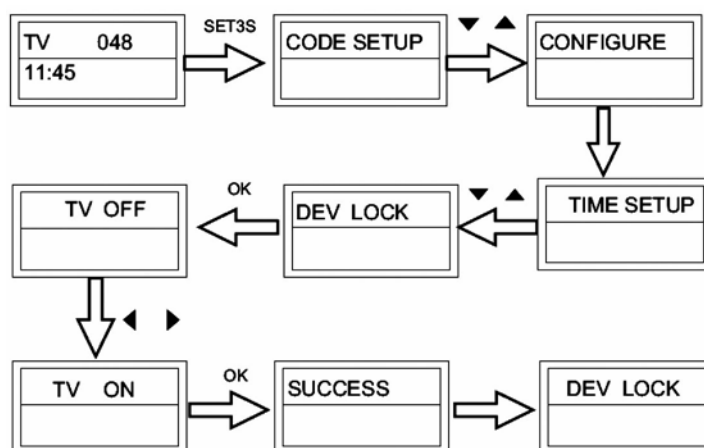 TV 048
11:45
SET3S
CODE SETUP
CONFIGURE
TIME SETUP
DEV LOCK
OK
TV OFF
TV ON
OK
SUCCESS
DEV LOCK